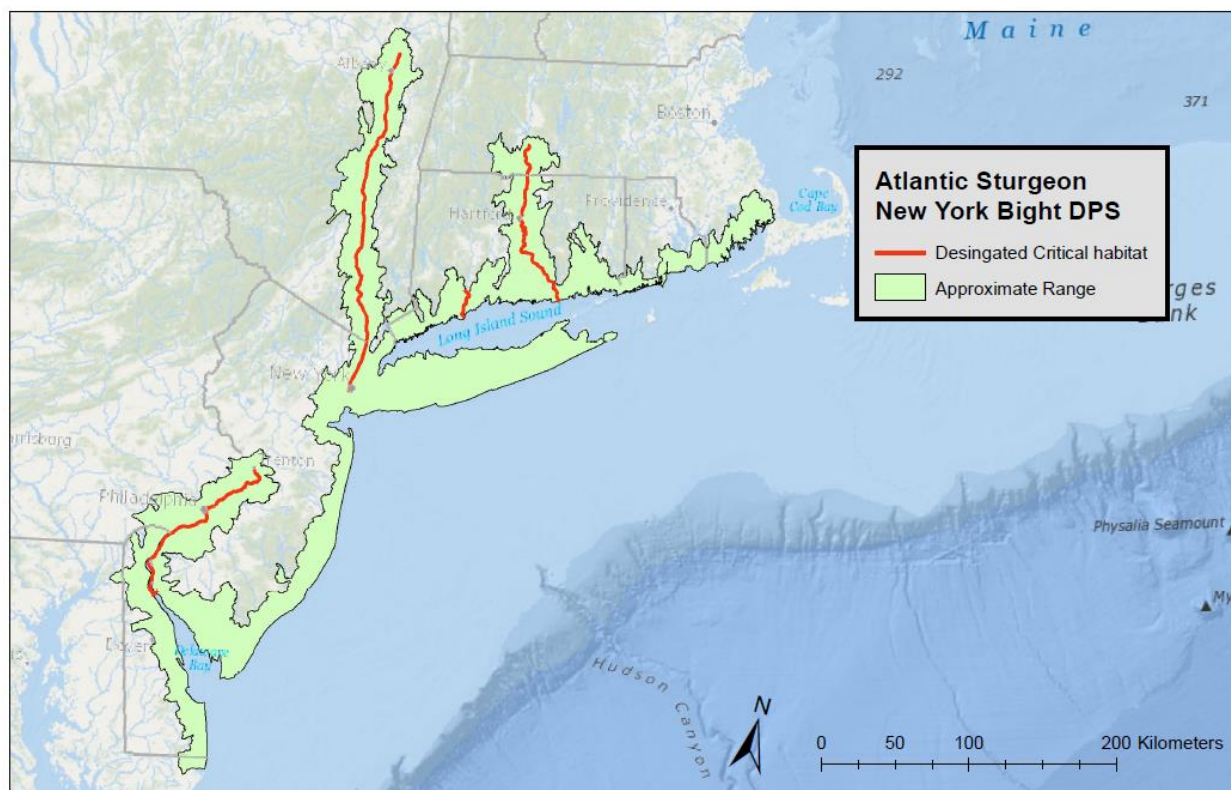 Maine
292
371
Albany
Boston
Cape
Cod Bay
Atlantic Sturgeon
New York Bight DPS
Desingated Critical habitat
Approximate Range
Hartford
Providence
rges
nk
Long Island Sound
New York
rrisburg
Trenton
Philadelphia
Physalia Seamount
My
Dover
Delaware
Bay
Hudson Canyon
N
0 50 100 200 Kilometers